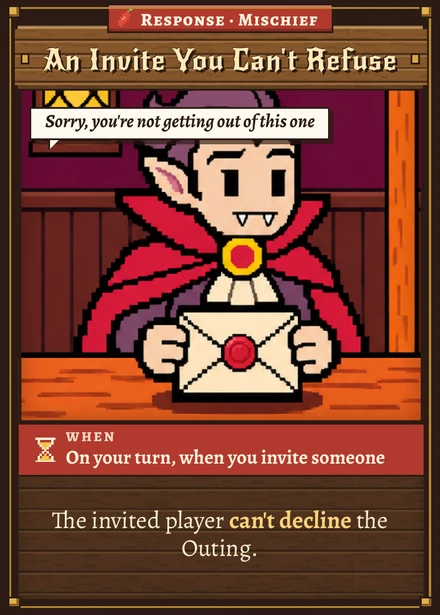 Response · Mischief
An Invite You Can't Refuse
Sorry, you're not getting out of this one
WHEN
On your turn, when you invite someone
The invited player can't decline the
Outing.